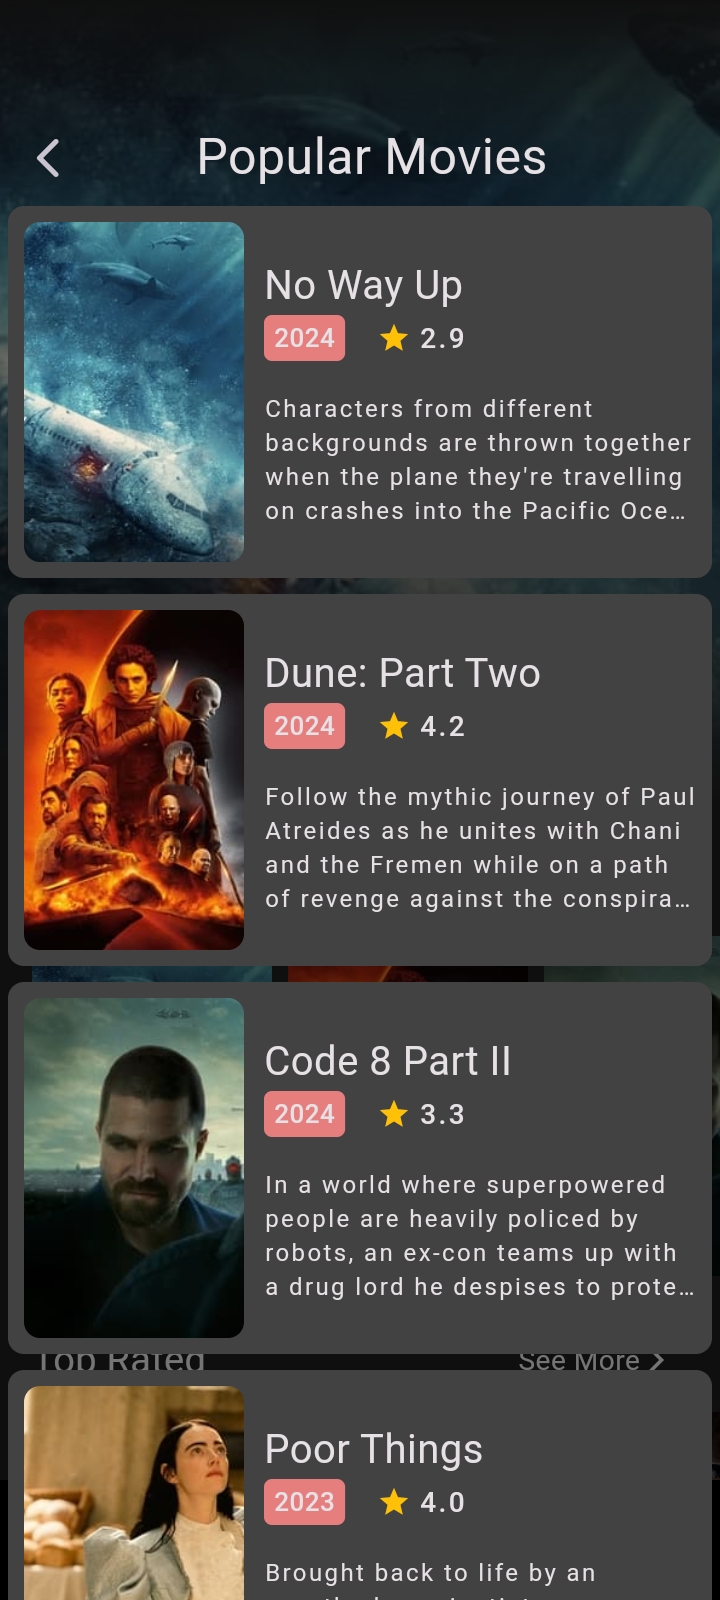 Popular Movies
No Way Up
2024 2.9
Characters from different
backgrounds are thrown together
when the plane they're travelling
on crashes into the Pacific Oce…
Dune: Part Two
2024 4.2
Follow the mythic journey of Paul
Atreides as he unites with Chani
and the Fremen while on a path
of revenge against the conspira…
Code 8 Part II
2024 3.3
In a world where superpowered
people are heavily policed by
robots, an ex-con teams up with
a drug lord he despises to prote…
Top Rated See More
Poor Things
2023 4.0
Brought back to life by an